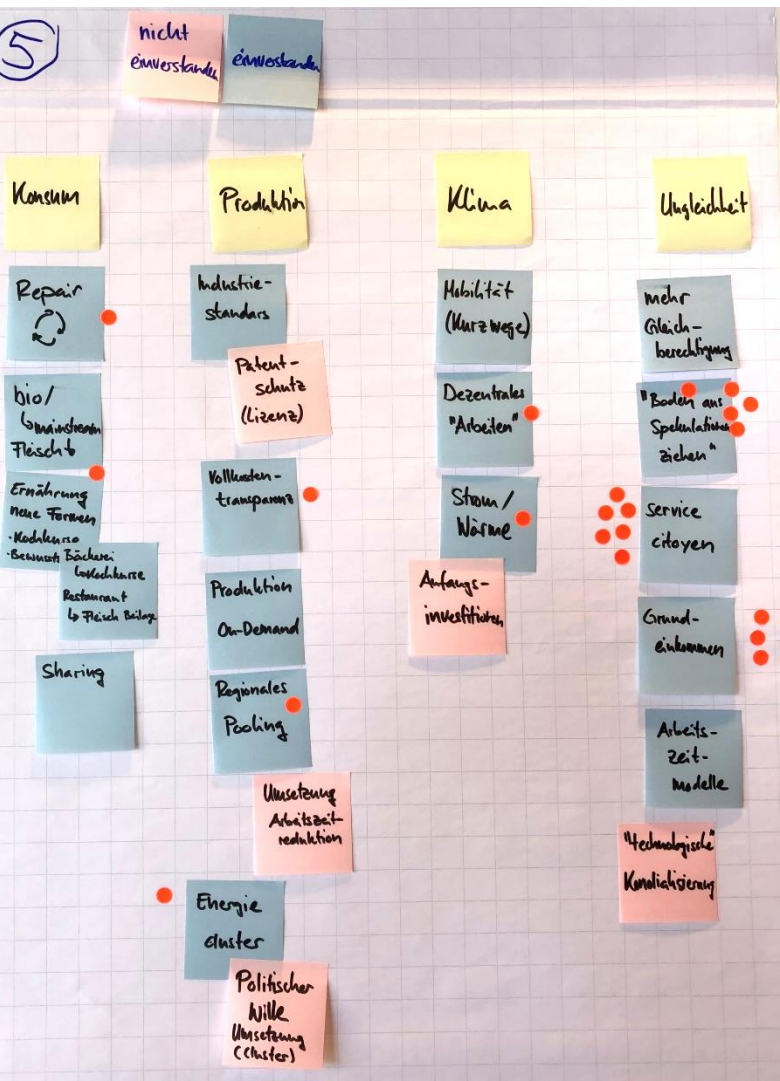 5
nicht
einverstanden
einverstanden
Konsum
Repair
bio/
↳ mainstream
Fleisch ↓
Ernährung
neue Formen
· Kochkurse
· Bewusst
Bäckerei
↳ Kochkurse
Restaurant
↳ Fleisch Beilage
Sharing
Produktion
Industrie-
standars
Patent-
schutz
(Lizenz)
Vollkosten-
transparenz
Produktion
On-Demand
Regionales
Pooling
Umsetzung
Arbeitszeit-
reduktion
Energie
cluster
Politischer
Wille
Umsetzung
(Cluster)
Klima
Mobilität
(Kurzwege)
Dezentrales
"Arbeiten"
Strom/
Wärme
Anfangs-
investitionen
Ungleichheit
mehr
Gleich-
berechtigung
"Boden aus
Spekulationen
ziehen"
Service
citoyen
Grund-
einkommen
Arbeits-
zeit-
modelle
"technologische"